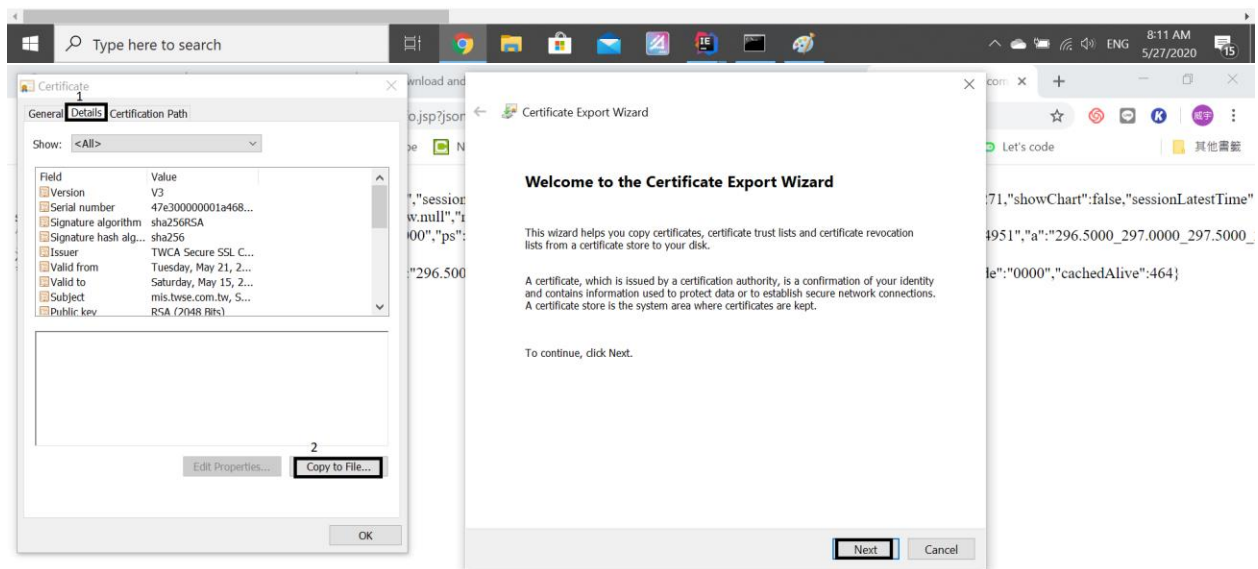 Type here to search
ENG
8:11 AM
5/27/2020
15
Certificate
1
General Details Certification Path
Show: <All>
Field Value
Version V3
Serial number 47e300000001a468...
Signature algorithm sha256RSA
Signature hash alg... sha256
Issuer TWCA Secure SSL C...
Valid from Tuesday, May 21, 2...
Valid to Saturday, May 15, 2...
Subject mis.twse.com.tw, S...
Public key RSA (2048 Bits)
2
Edit Properties... Copy to File...
OK
wnload and
o.jsp?json
N
","session
w.null","
00","ps":
:"296.500
Certificate Export Wizard
Welcome to the Certificate Export Wizard
This wizard helps you copy certificates, certificate trust lists and certificate revocation
lists from a certificate store to your disk.
A certificate, which is issued by a certification authority, is a confirmation of your identity
and contains information used to protect data or to establish secure network connections.
A certificate store is the system area where certificates are kept.
To continue, click Next.
Next Cancel
com
K 威宇
Let's code 其他書籤
:71,"showChart":false,"sessionLatestTime"
4951","a":"296.5000_297.0000_297.5000_
de":"0000","cachedAlive":464}